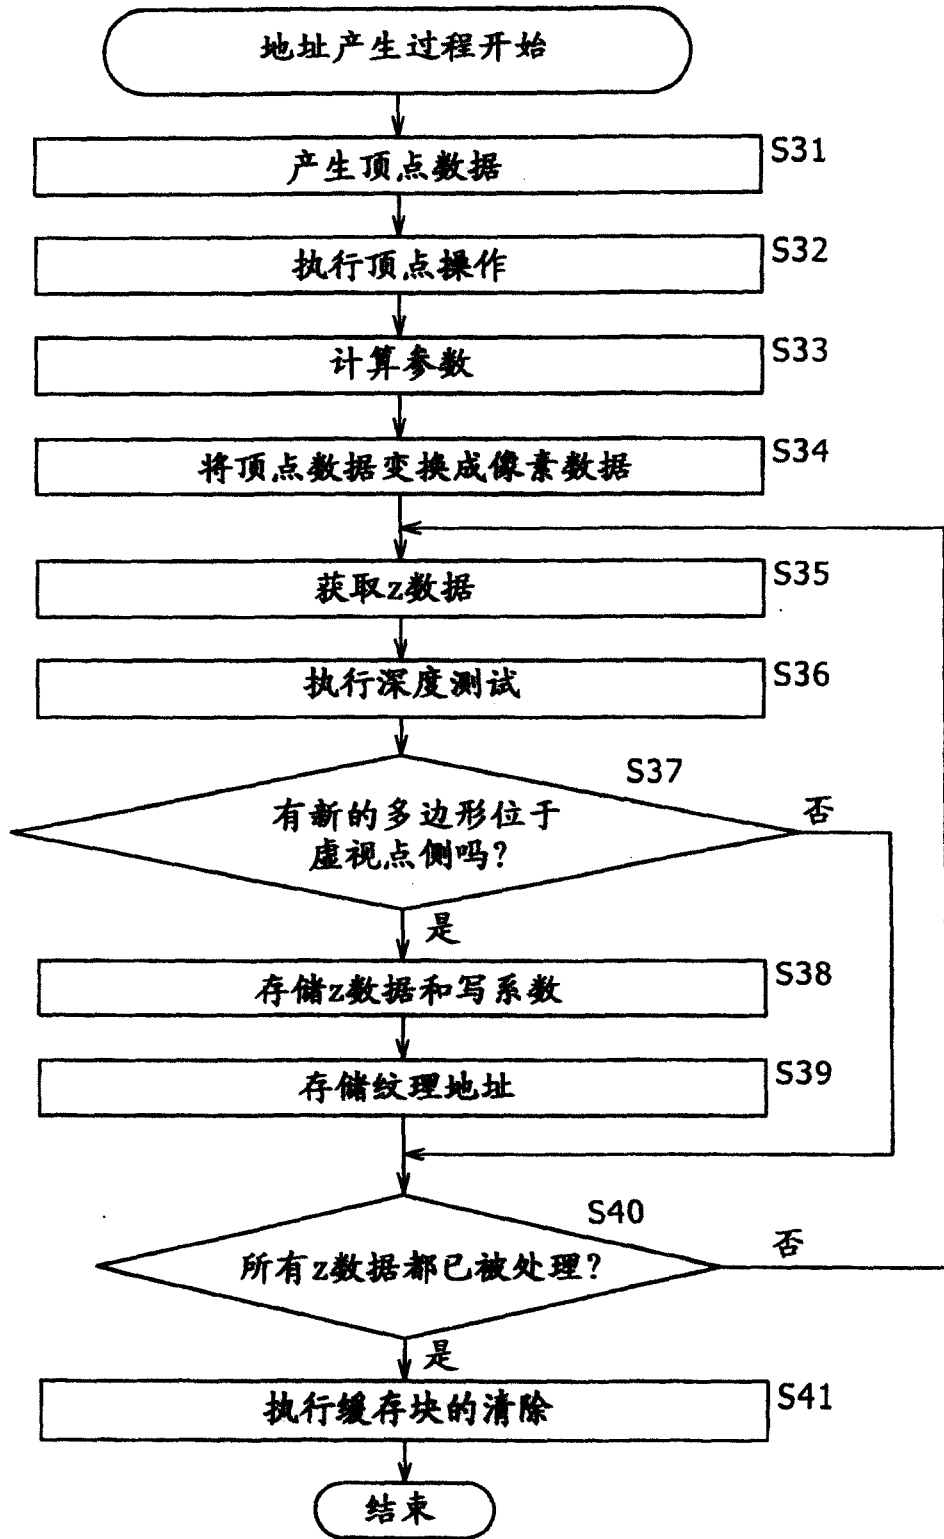 地址产生过程开始
S31
产生顶点数据
S32
执行顶点操作
S33
计算参数
S34
将顶点数据变换成像素数据
S35
获取z数据
S36
执行深度测试
S37
有新的多边形位于
虚视点侧吗?
否
是
S38
存储z数据和写系数
S39
存储纹理地址
S40
所有z数据都已被处理?
否
是
S41
执行缓存块的清除
结束